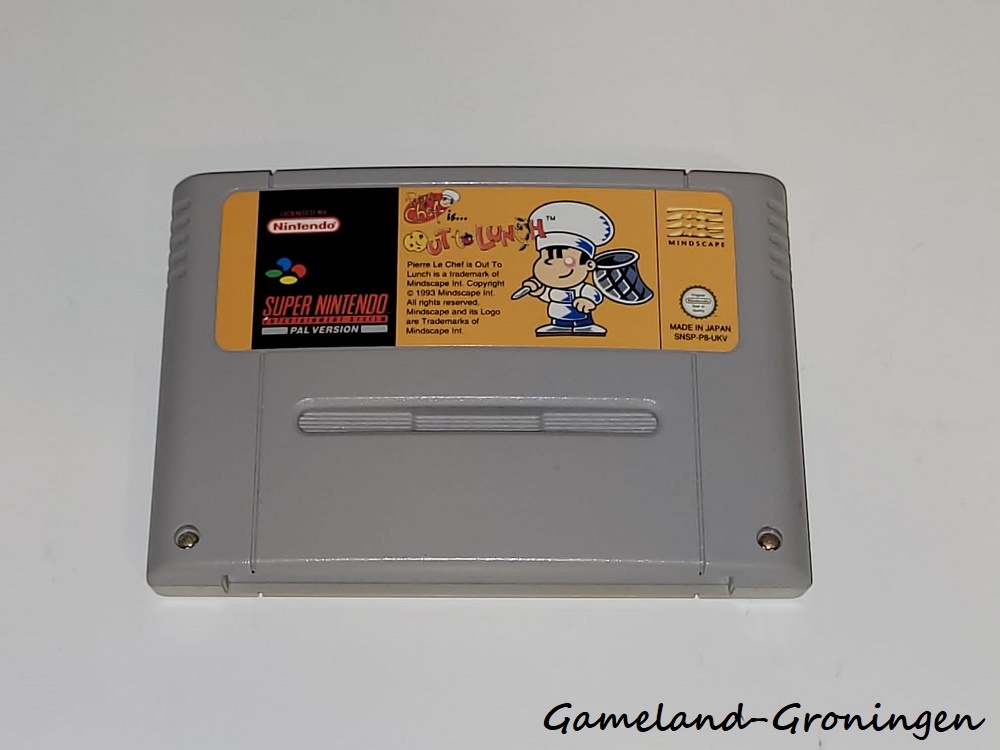 LICENSED BY
Nintendo
SUPER NINTENDO
ENTERTAINMENT SYSTEM
PAL VERSION
Chef
is...
OUT to LUNCH TM
Pierre Le Chef is Out To
Lunch is a trademark of
Mindscape Int. Copyright
© 1993 Mindscape Int.
All rights reserved.
Mindscape and its Logo
are Trademarks of
Mindscape Int.
MINDSCAPE
Nintendo
MADE IN JAPAN
SNSP-P8-UKV
Gameland-Groningen